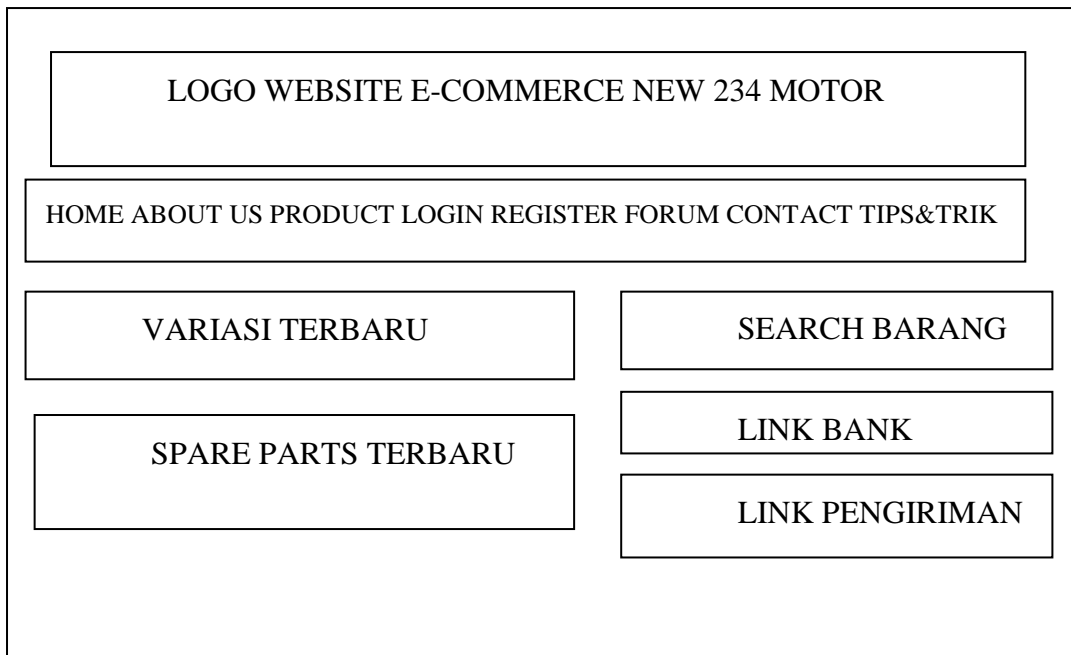 LOGO WEBSITE E-COMMERCE NEW 234 MOTOR
HOME ABOUT US PRODUCT LOGIN REGISTER FORUM CONTACT TIPS&TRIK
VARIASI TERBARU
SPARE PARTS TERBARU
SEARCH BARANG
LINK BANK
LINK PENGIRIMAN